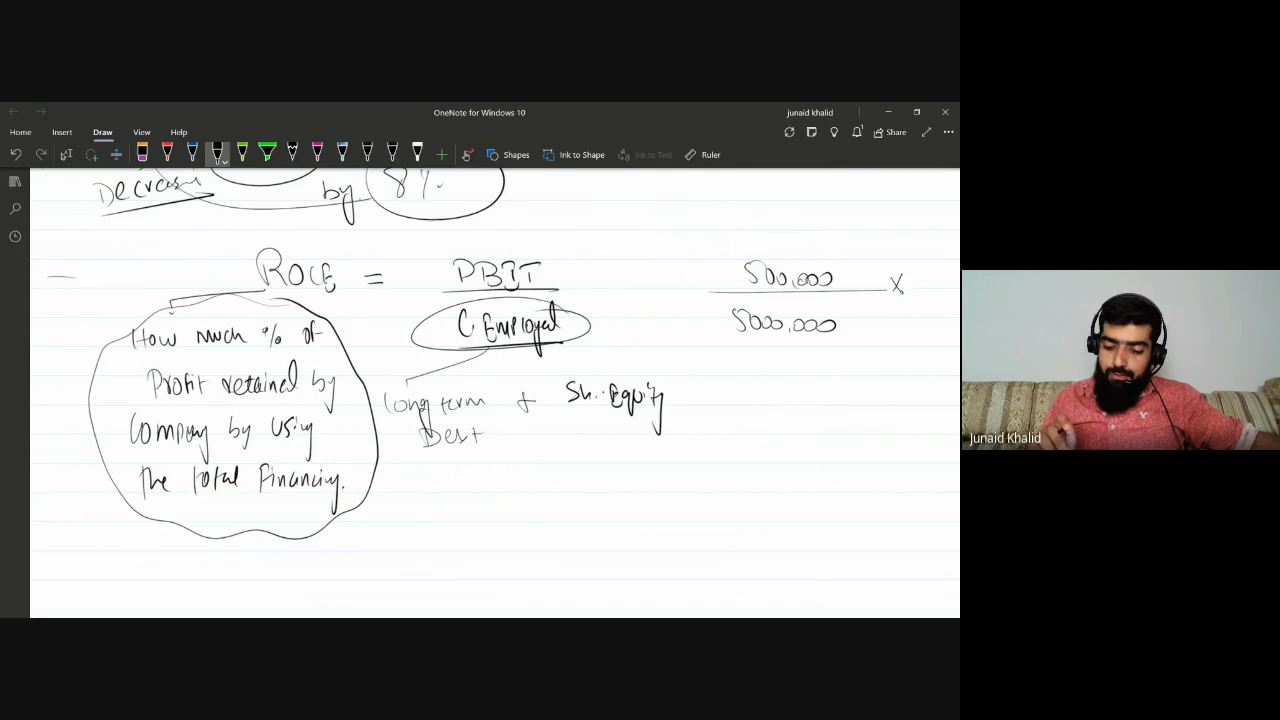 OneNote for Windows 10
junaid khalid
Home Insert Draw View Help
Share
Shapes Ink to Shape Ink to Text Ruler
Decrease by 8%
ROCE = PBIT 500,000 X
C Employed 5000,000
How much % of
Profit retained by
Company by using
the total Financing.
Long term + Sh. Equity
Debt
Junaid Khalid